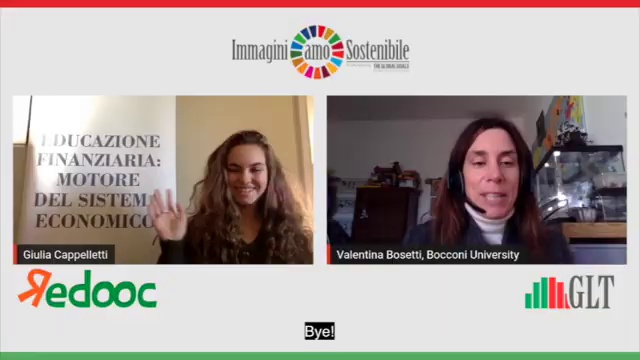 Immagini amo Sostenibile
THE GLOBAL GOALS
EDUCAZIONE
FINANZIARIA:
MOTORE
DEL SISTEMA
ECONOMICO
Giulia Cappelletti
Valentina Bosetti, Bocconi University
Redooc
GLT
Bye!